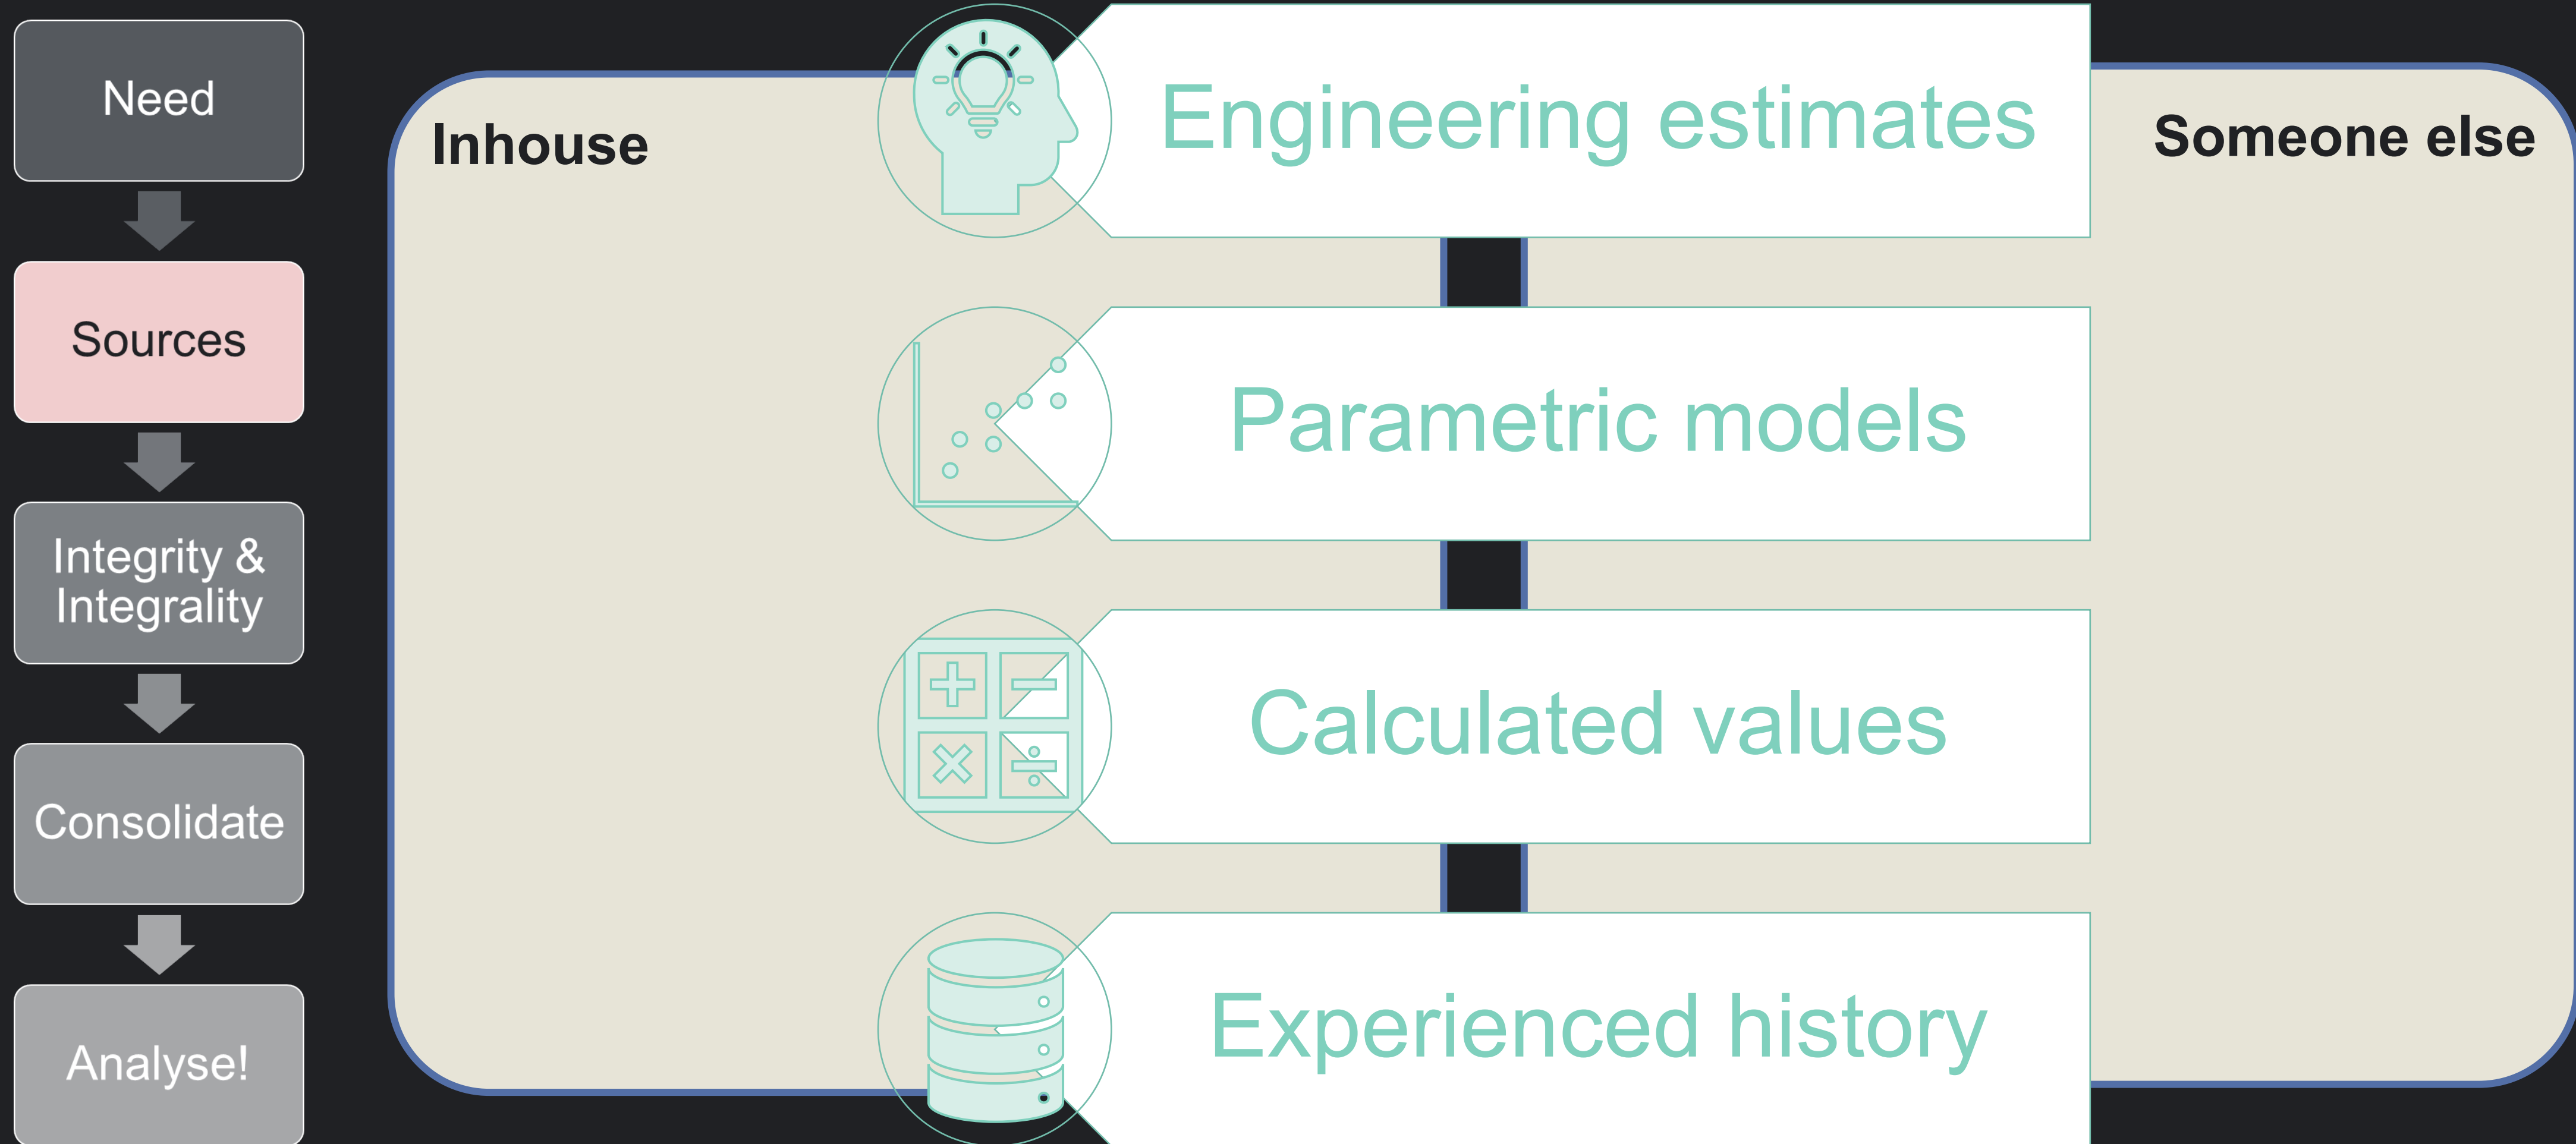 Need
Sources
Integrity &
Integrality
Consolidate
Analyse!
Inhouse
Someone else
Engineering estimates
Parametric models
Calculated values
Experienced history